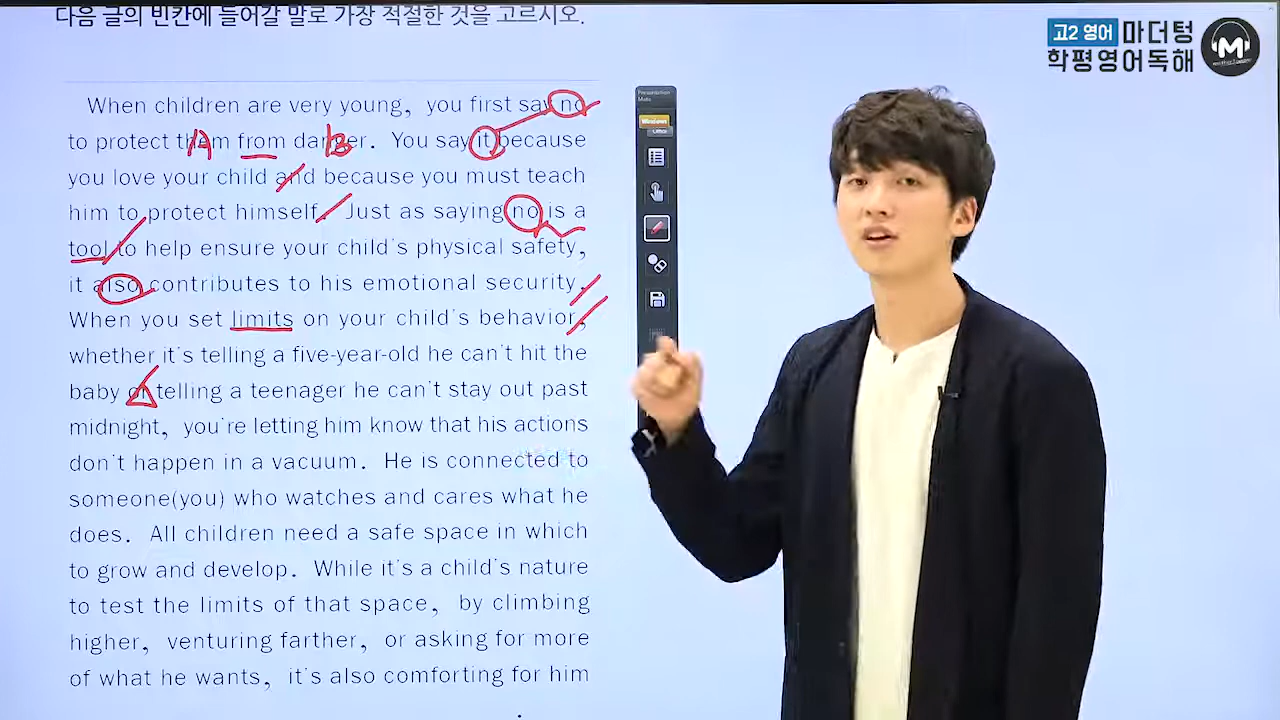 다음 글의 빈칸에 들어갈 말로 가장 적절한 것을 고르시오.
고2 영어 마더텅
학평영어독해
M
When children are very young, you first say no
to protect them from danger. You say it because
you love your child and because you must teach
him to protect himself. Just as saying no is a
tool to help ensure your child's physical safety,
it also contributes to his emotional security.
When you set limits on your child's behavior,
whether it's telling a five-year-old he can't hit the
baby or telling a teenager he can't stay out past
midnight, you're letting him know that his actions
don't happen in a vacuum. He is connected to
someone(you) who watches and cares what he
does. All children need a safe space in which
to grow and develop. While it's a child's nature
to test the limits of that space, by climbing
higher, venturing farther, or asking for more
of what he wants, it's also comforting for him
A B
Presentation
Windows
Office